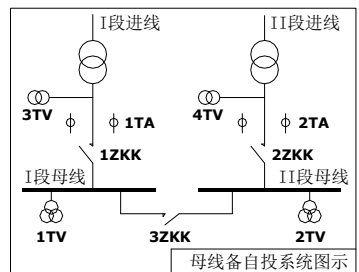 I段进线
II段进线
3TV
1TA
4TV
2TA
1ZKK
2ZKK
I段母线
II段母线
1TV
3ZKK
2TV
母线备自投系统图示